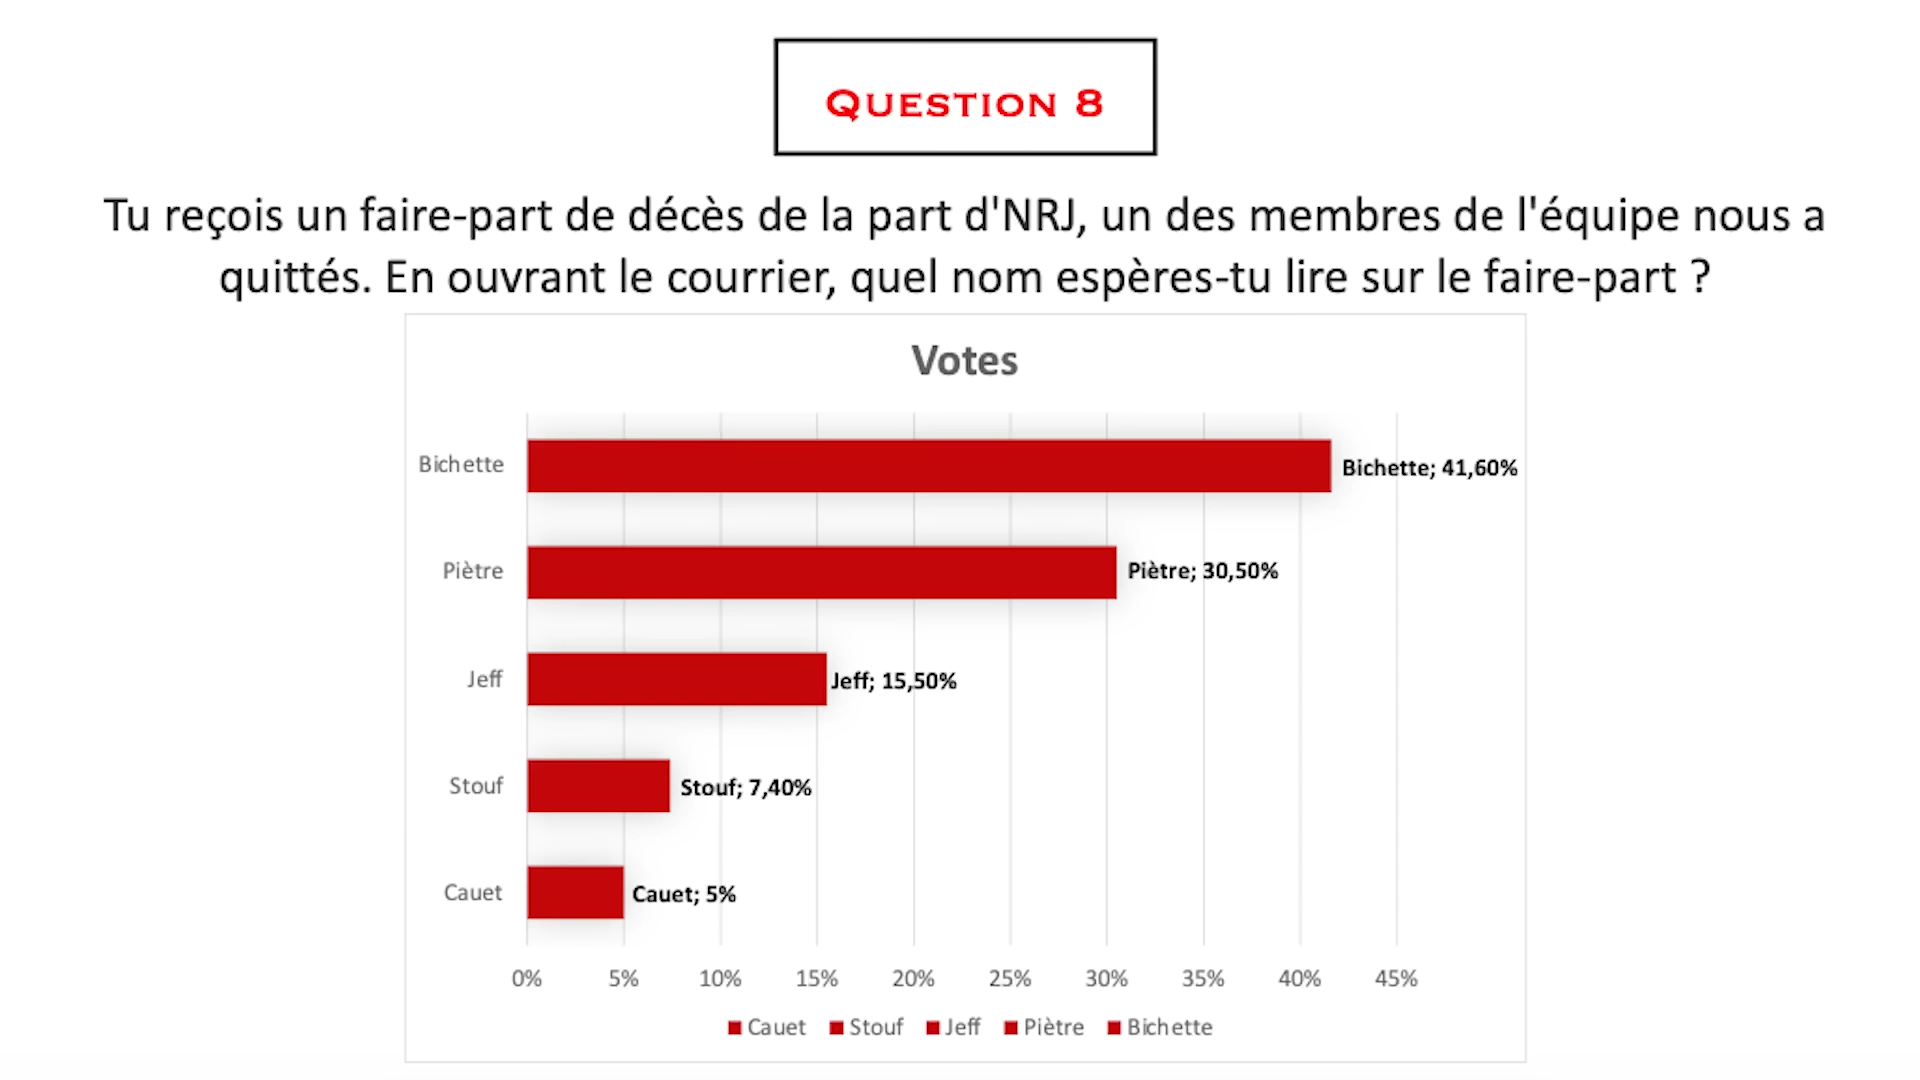 QUESTION 8
Tu reçois un faire-part de décès de la part d'NRJ, un des membres de l'équipe nous a
quittés. En ouvrant le courrier, quel nom espères-tu lire sur le faire-part ?
Votes
Bichette
Bichette; 41,60%
Piètre
Piètre; 30,50%
Jeff
Jeff; 15,50%
Stouf
Stouf; 7,40%
Cauet
Cauet; 5%
0% 5% 10% 15% 20% 25% 30% 35% 40% 45%
Cauet Stouf Jeff Piètre Bichette